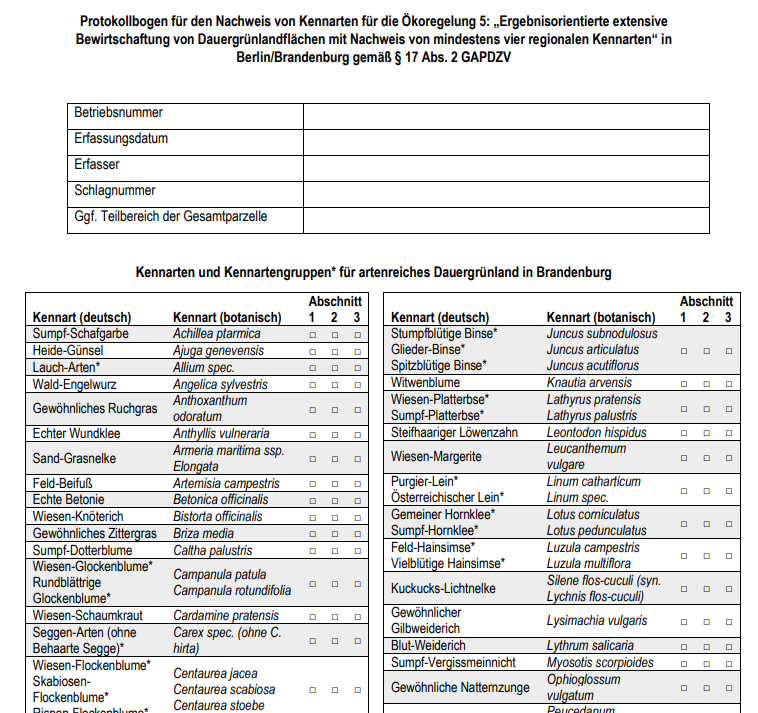 Protokollbogen für den Nachweis von Kennarten für die Ökoregelung 5: „Ergebnisorientierte extensive
Bewirtschaftung von Dauergrünlandflächen mit Nachweis von mindestens vier regionalen Kennarten“ in
Berlin/Brandenburg gemäß § 17 Abs. 2 GAPDZV
Betriebsnummer
Erfassungsdatum
Erfasser
Schlagnummer
Ggf. Teilbereich der Gesamtparzelle
Kennarten und Kennartengruppen* für artenreiches Dauergrünland in Brandenburg
Abschnitt
Kennart (deutsch) Kennart (botanisch) 1 2 3
Sumpf-Schafgarbe Achillea ptarmica □ □ □
Heide-Günsel Ajuga genevensis □ □ □
Lauch-Arten* Allium spec. □ □ □
Wald-Engelwurz Angelica sylvestris □ □ □
Gewöhnliches Ruchgras Anthoxanthum □ □ □
odoratum
Echter Wundklee Anthyllis vulneraria □ □ □
Sand-Grasnelke Armeria maritima ssp. □ □ □
Elongata
Feld-Beifuß Artemisia campestris □ □ □
Echte Betonie Betonica officinalis □ □ □
Wiesen-Knöterich Bistorta officinalis □ □ □
Gewöhnliches Zittergras Briza media □ □ □
Sumpf-Dotterblume Caltha palustris □ □ □
Wiesen-Glockenblume*
Rundblättrige
Glockenblume*
Campanula patula
Campanula rotundifolia □ □ □
Wiesen-Schaumkraut Cardamine pratensis □ □ □
Seggen-Arten (ohne
Behaarte Segge)*
Carex spec. (ohne C.
hirta) □ □ □
Wiesen-Flockenblume*
Skabiosen-
Flockenblume*
Rispen-Flockenblume*
Centaurea jacea
Centaurea scabiosa
Centaurea stoebe □ □ □
Abschnitt
Kennart (deutsch) Kennart (botanisch) 1 2 3
Stumpfblütige Binse* Juncus subnodulosus
Glieder-Binse* Juncus articulatus □ □ □
Spitzblütige Binse* Juncus acutiflorus
Witwenblume Knautia arvensis □ □ □
Wiesen-Platterbse* Lathyrus pratensis
Sumpf-Platterbse* Lathyrus palustris □ □ □
Steifhaariger Löwenzahn Leontodon hispidus □ □ □
Wiesen-Margerite Leucanthemum □ □ □
vulgare
Purgier-Lein* Linum catharticum
Österreichischer Lein* Linum spec. □ □ □
Gemeiner Hornklee* Lotus corniculatus
Sumpf-Hornklee* Lotus pedunculatus □ □ □
Feld-Hainsimse* Luzula campestris
Vielblütige Hainsimse* Luzula multiflora □ □ □
Kuckucks-Lichtnelke Silene flos-cuculi (syn. □ □ □
Lychnis flos-cuculi)
Gewöhnlicher
Gilbweiderich
Lysimachia vulgaris □ □ □
Blut-Weiderich Lythrum salicaria □ □ □
Sumpf-Vergissmeinnicht Myosotis scorpioides □ □ □
Gewöhnliche Natternzunge Ophioglossum □ □ □
vulgatum
Peucedanum